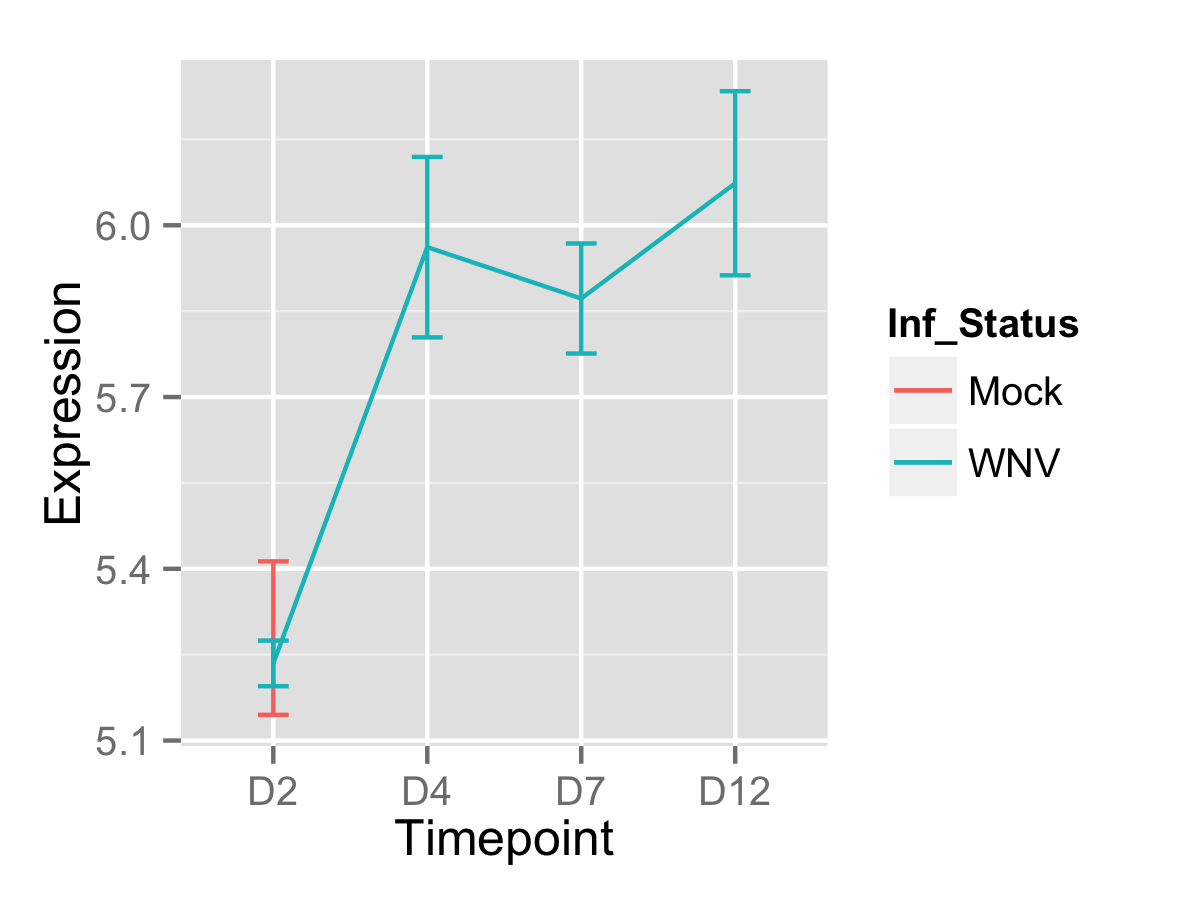 6.0
5.7
5.4
5.1
Expression
D2 D4 D7 D12
Timepoint
Inf_Status
Mock
WNV